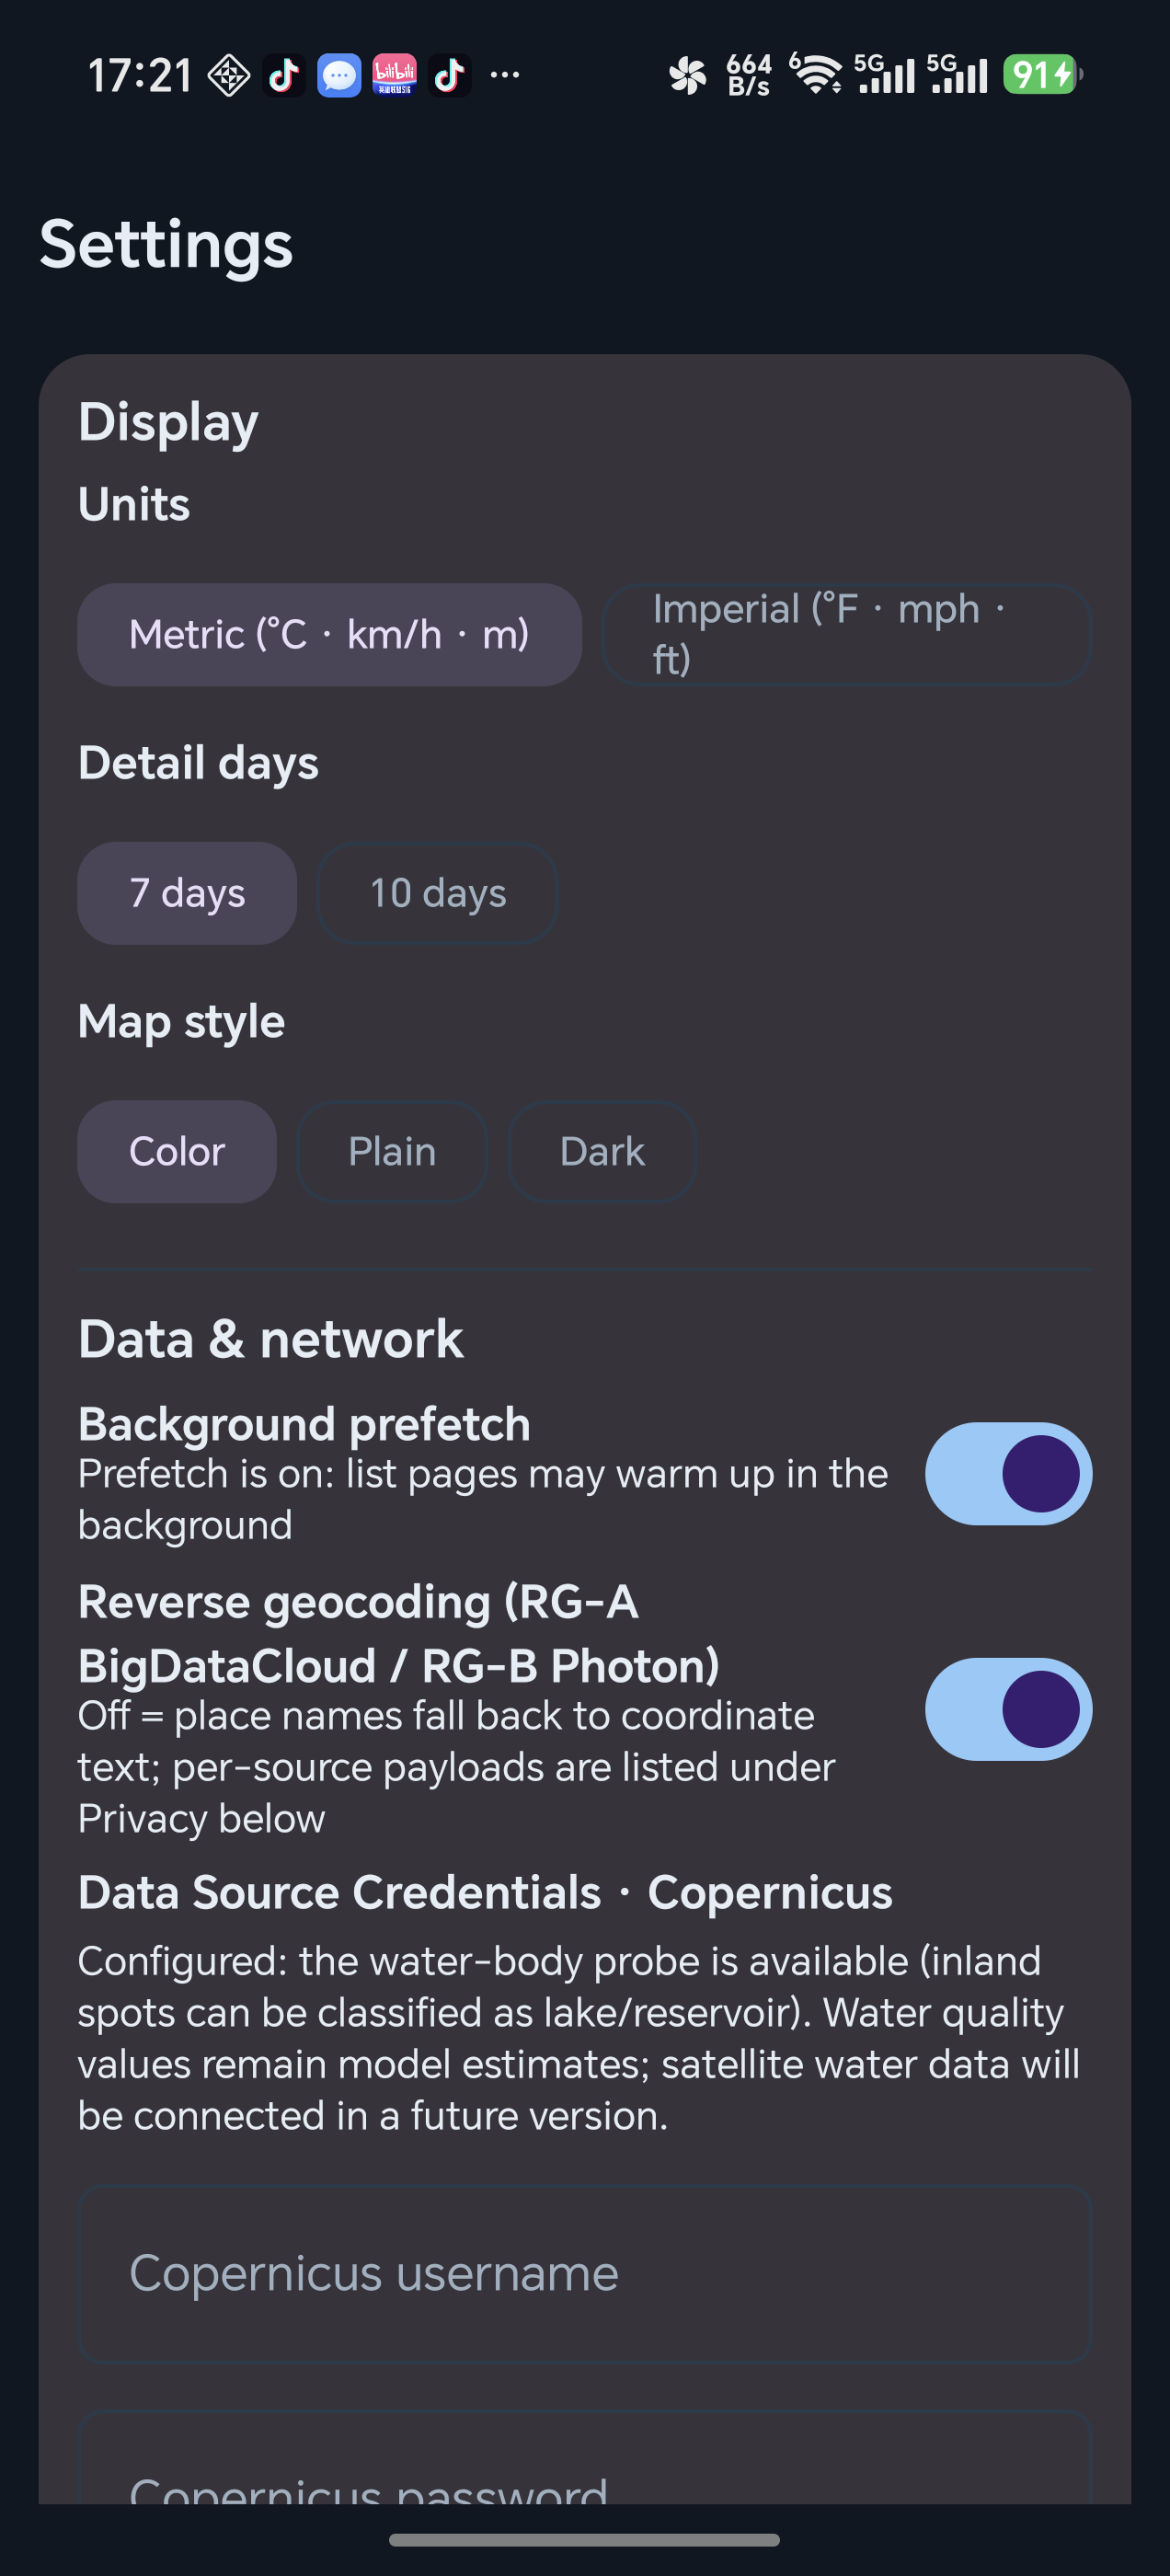 17:21
664
B/s
6
5G
5G
91
Settings
Display
Units
Metric (°C · km/h · m)
Imperial (°F · mph ·
ft)
Detail days
7 days
10 days
Map style
Color
Plain
Dark
Data & network
Background prefetch
Prefetch is on: list pages may warm up in the
background
Reverse geocoding (RG-A
BigDataCloud / RG-B Photon)
Off = place names fall back to coordinate
text; per-source payloads are listed under
Privacy below
Data Source Credentials · Copernicus
Configured: the water-body probe is available (inland
spots can be classified as lake/reservoir). Water quality
values remain model estimates; satellite water data will
be connected in a future version.
Copernicus username
Copernicus password